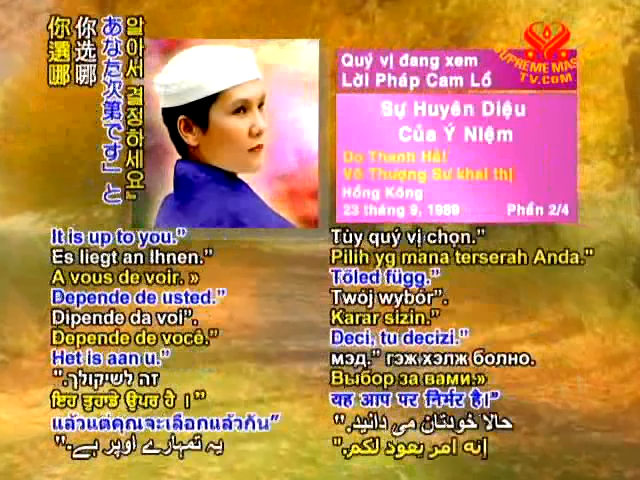 你選哪
你选哪
あなた次第です」と
알아서 결정하세요”
Quý vị đang xem
Lời Pháp Cam Lồ
SUPREME MAS
TV.COM
Sự Huyền Diệu
Của Ý Niệm
Do Thanh Hải
Vô Thượng Sư khai thị
Hồng Kông
23 tháng 9, 1989 Phần 2/4
It is up to you.”
Es liegt an Ihnen.”
A vous de voir. »
Depende de usted.”
Dipende da voi”.
Depende de você.”
Het is aan u.”
זה לשיקולך."
ਇਹ ਤੁਹਾਡੇ ਉਪਰ ਹੈ ।”
แล้วแต่คุณจะเลือกแล้วกัน”
یہ تمہارے اوپر ہے۔"
Tùy quý vị chọn.”
Pilih yg mana terserah Anda."
Tőled függ.”
Twój wybór”.
Karar sizin.”
Deci, tu decizi.”
мэд.” гэж хэлж болно.
Выбор за вами.»
यह आप पर निर्भर है।”
حالا خودتان می دانید."
إنه امر يعود لكم."